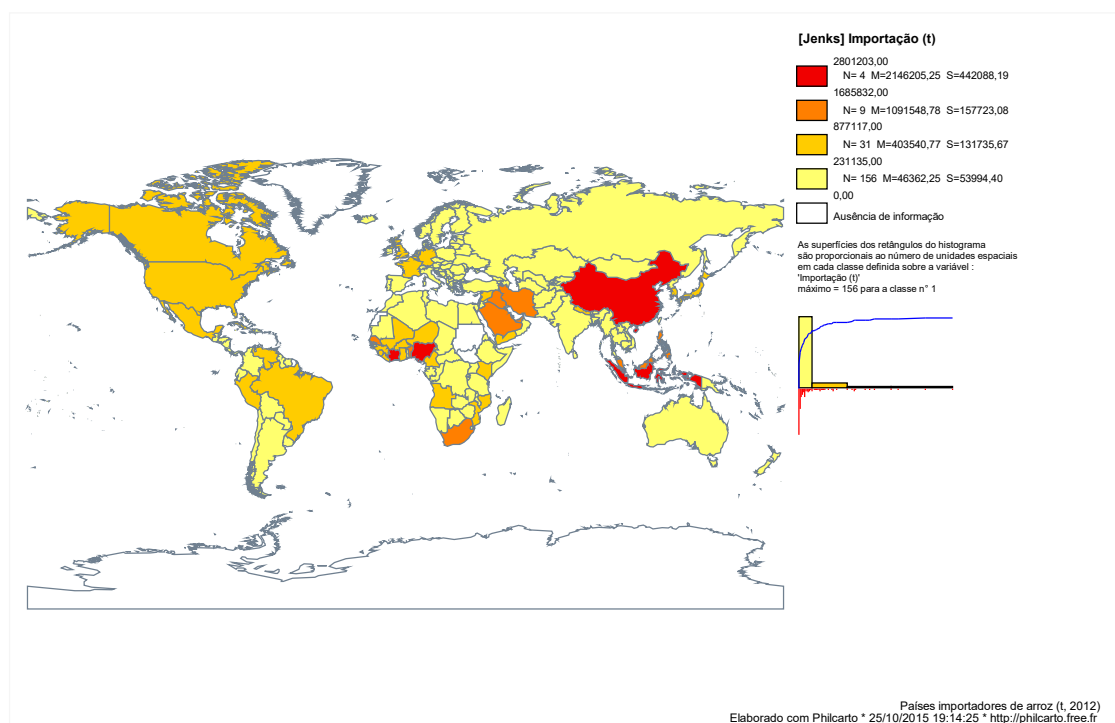 [Jenks] Importação (t)
2801203,00
N= 4 M=2146205,25 S=442088,19
1685832,00
N= 9 M=1091548,78 S=157723,08
877117,00
N= 31 M=403540,77 S=131735,67
231135,00
N= 156 M=46362,25 S=53994,40
0,00
Ausência de informação
As superfícies dos retângulos do histograma
são proporcionais ao número de unidades espaciais
em cada classe definida sobre a variável :
'Importação (t)'
máximo = 156 para a classe n° 1
Países importadores de arroz (t, 2012)
Elaborado com Philcarto * 25/10/2015 19:14:25 * http://philcarto.free.fr